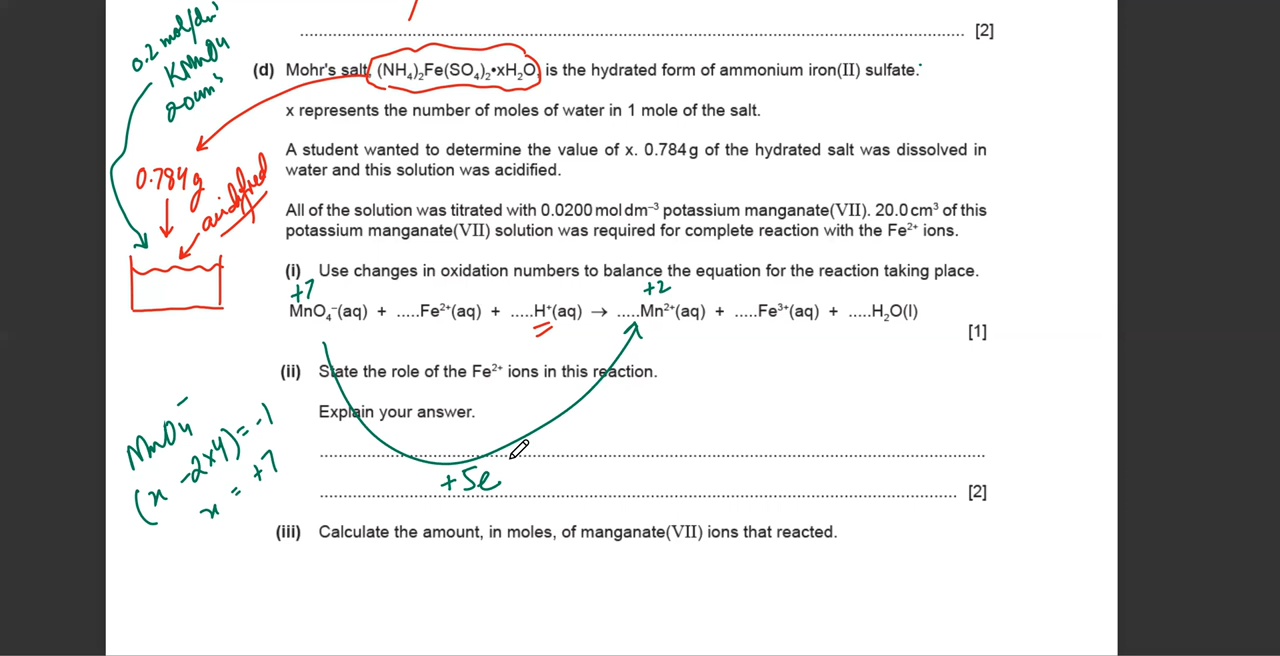 [2]
0.2 mol/dm³
KMnO4
20cm³
(d) Mohr's salt, (NH₄)₂Fe(SO₄)₂•xH₂O, is the hydrated form of ammonium iron(II) sulfate.
x represents the number of moles of water in 1 mole of the salt.
A student wanted to determine the value of x. 0.784 g of the hydrated salt was dissolved in
water and this solution was acidified.
0.784 g
acidified
All of the solution was titrated with 0.0200 mol dm⁻³ potassium manganate(VII). 20.0 cm³ of this
potassium manganate(VII) solution was required for complete reaction with the Fe²⁺ ions.
(i) Use changes in oxidation numbers to balance the equation for the reaction taking place.
+7 +2
MnO₄⁻(aq) + .....Fe²⁺(aq) + .....H⁺(aq) → .....Mn²⁺(aq) + .....Fe³⁺(aq) + .....H₂O(l)
[1]
(ii) State the role of the Fe²⁺ ions in this reaction.
Explain your answer.
MnO4⁻
(x -2x4) = -1
x = +7
+5e
[2]
(iii) Calculate the amount, in moles, of manganate(VII) ions that reacted.